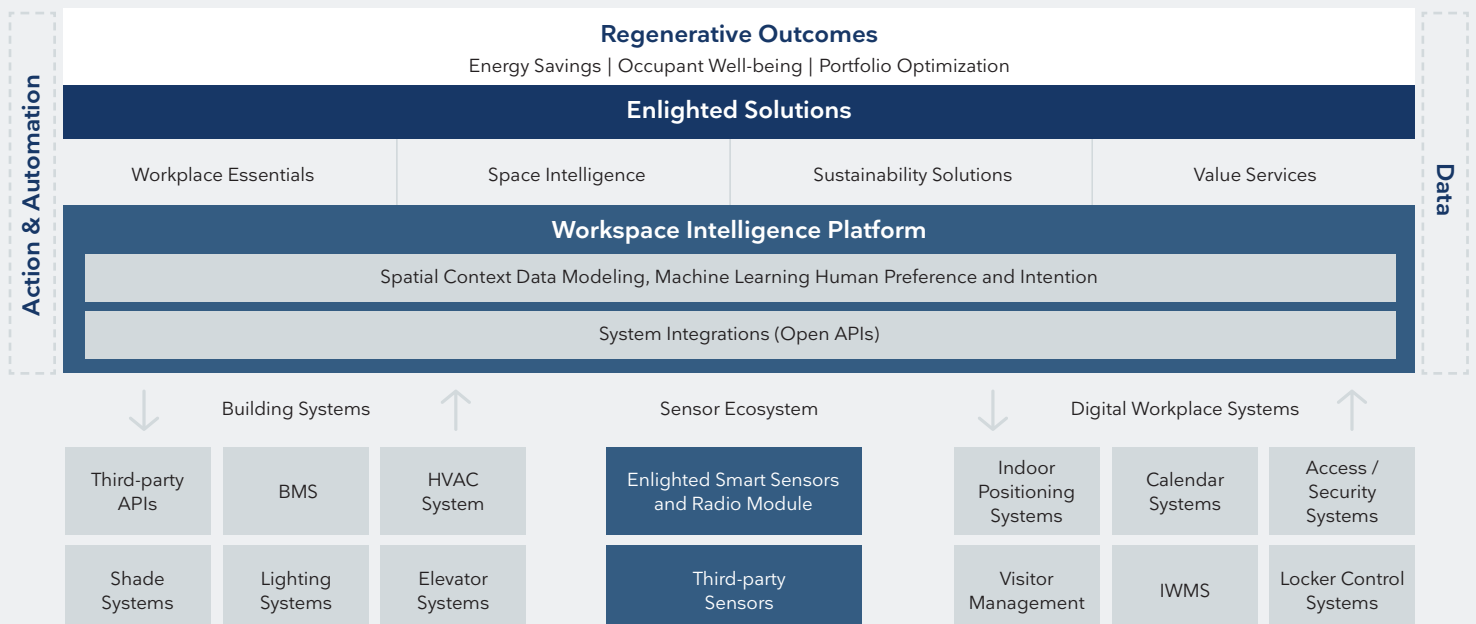 Regenerative Outcomes
Energy Savings | Occupant Well-being | Portfolio Optimization
Enlighted Solutions
Action & Automation
Data
Workplace Essentials
Space Intelligence
Sustainability Solutions
Value Services
Workspace Intelligence Platform
Spatial Context Data Modeling, Machine Learning Human Preference and Intention
System Integrations (Open APIs)
Building Systems
Sensor Ecosystem
Digital Workplace Systems
Third-party
APIs
BMS
HVAC
System
Enlighted Smart Sensors
and Radio Module
Indoor
Positioning
Systems
Calendar
Systems
Access /
Security
Systems
Shade
Systems
Lighting
Systems
Elevator
Systems
Third-party
Sensors
Visitor
Management
IWMS
Locker Control
Systems